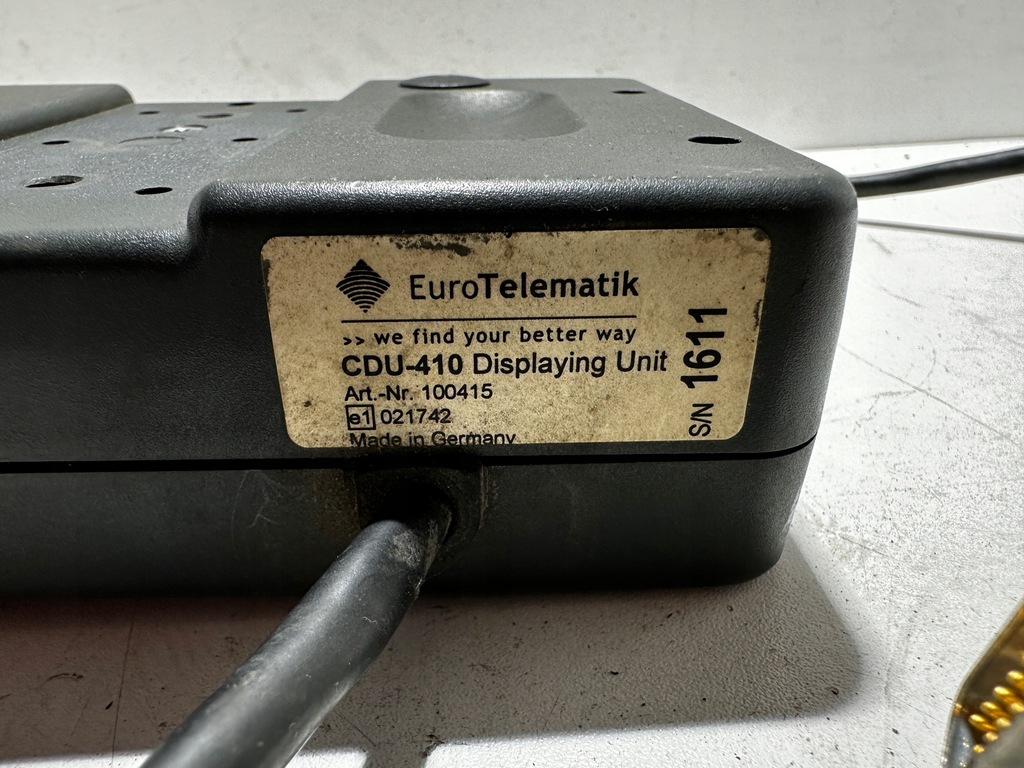 EuroTelematik
>> we find your better way
CDU-410 Displaying Unit
Art.-Nr. 100415
e1 021742
Made in Germany
S/N 1611